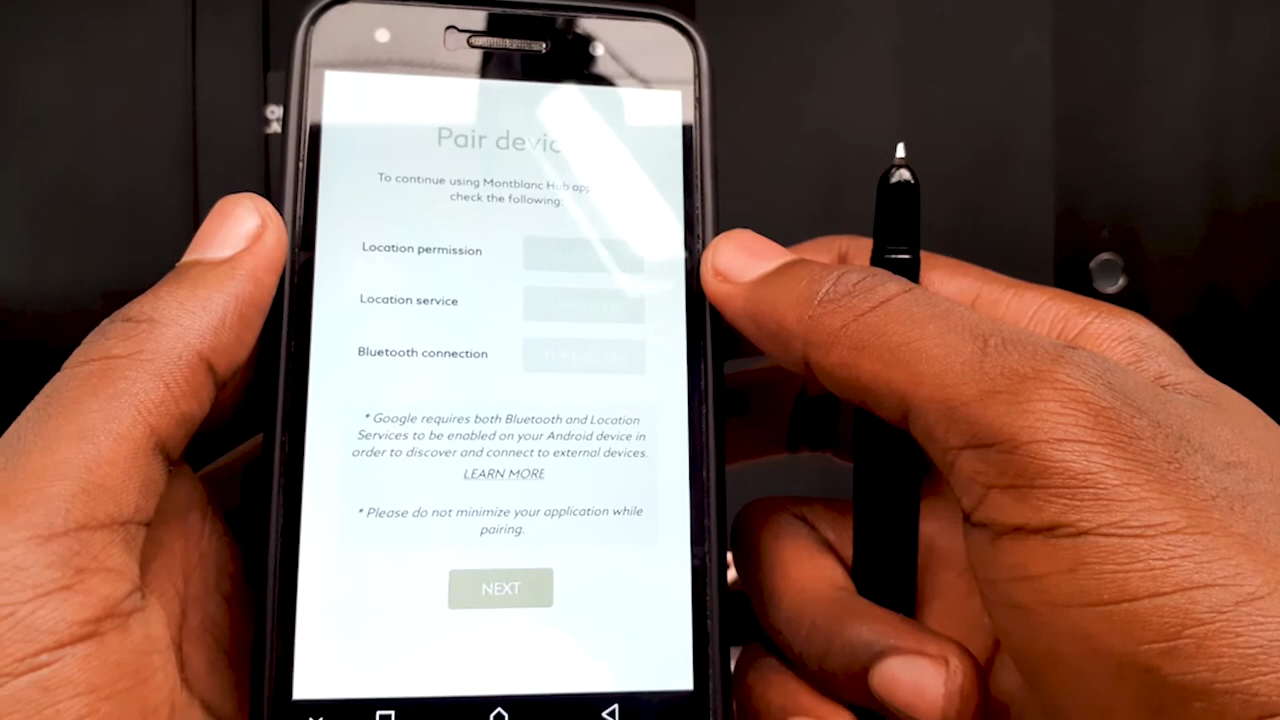 Pair devic
To continue using Montblanc Hub app
check the following:
Location permission
Location service
Bluetooth connection
* Google requires both Bluetooth and Location
Services to be enabled on your Android device in
order to discover and connect to external devices.
LEARN MORE
* Please do not minimize your application while
pairing.
NEXT